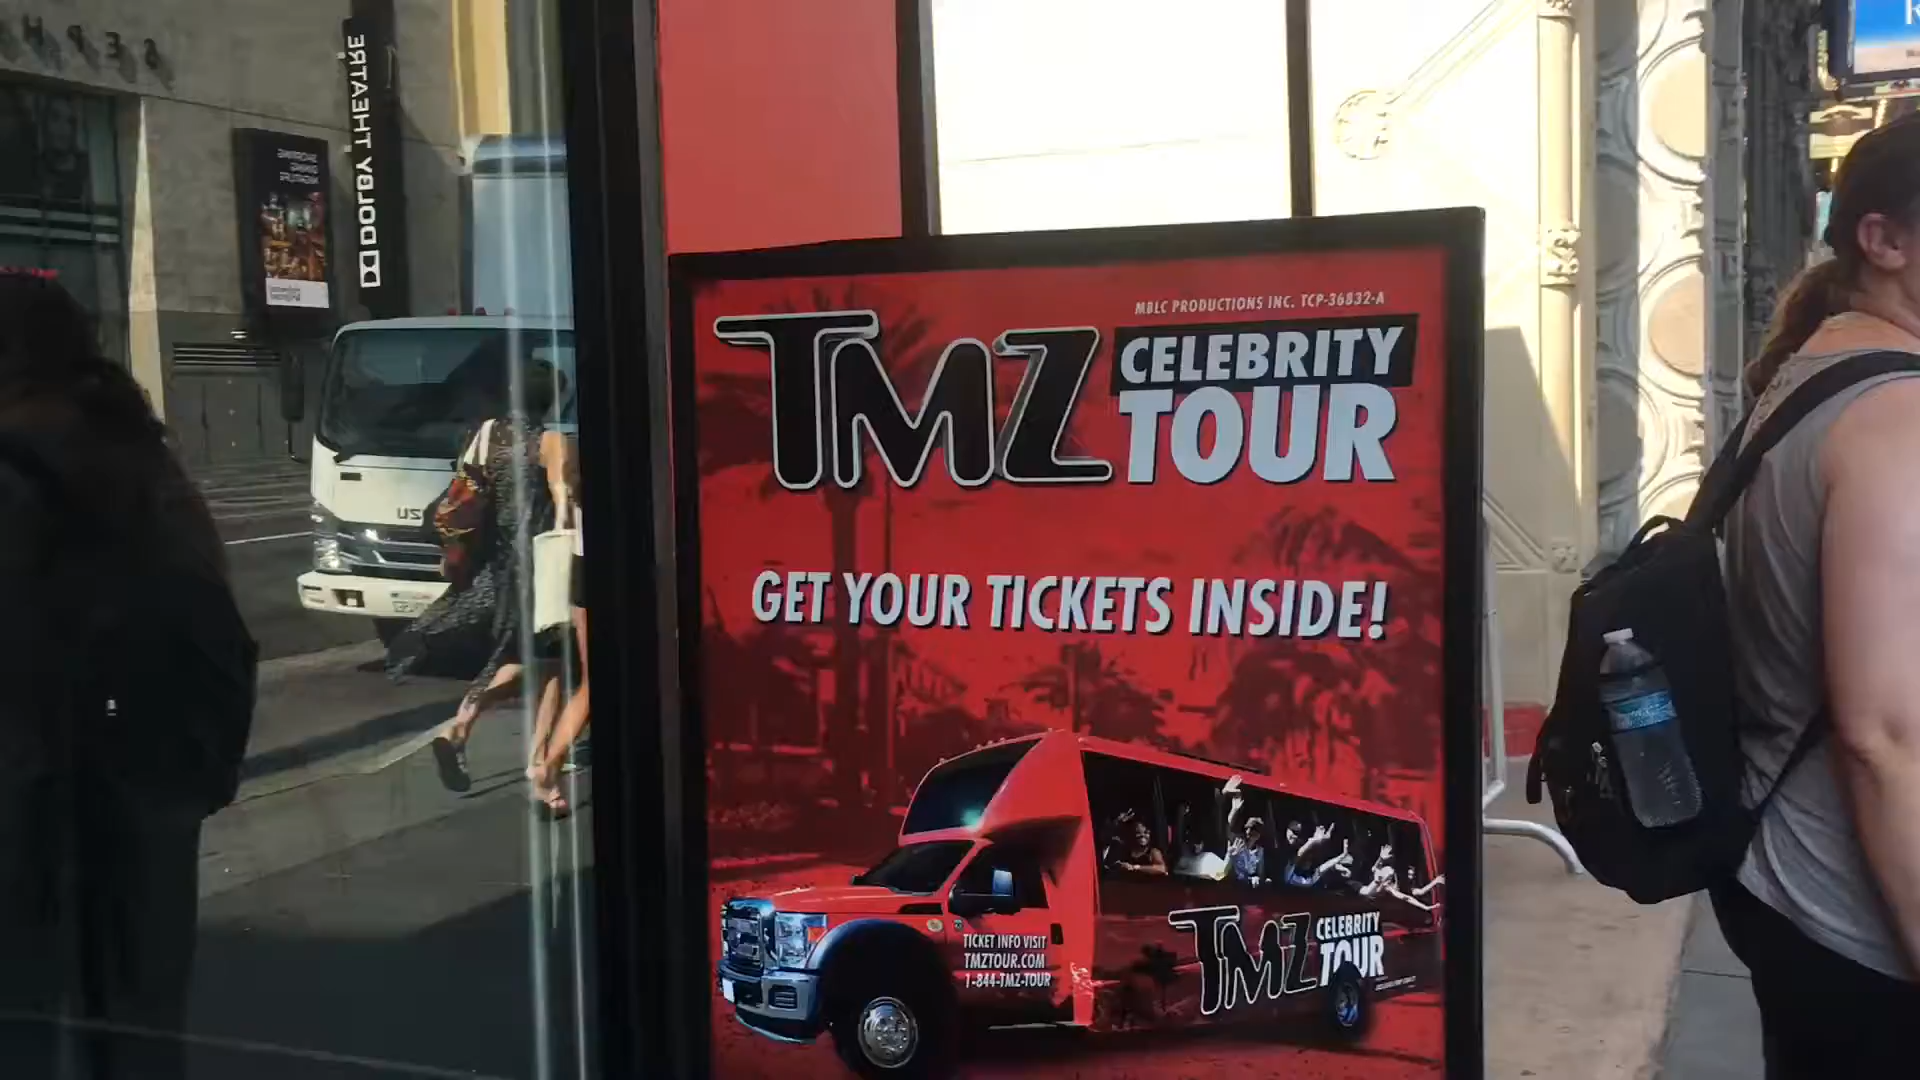 DOLBY THEATRE
MBLC PRODUCTIONS INC. TCP-36832-A
TMZ CELEBRITY
TOUR
GET YOUR TICKETS INSIDE!
TICKET INFO VISIT
TMZTOUR.COM
1-844-TMZ-TOUR
TMZ CELEBRITY
TOUR